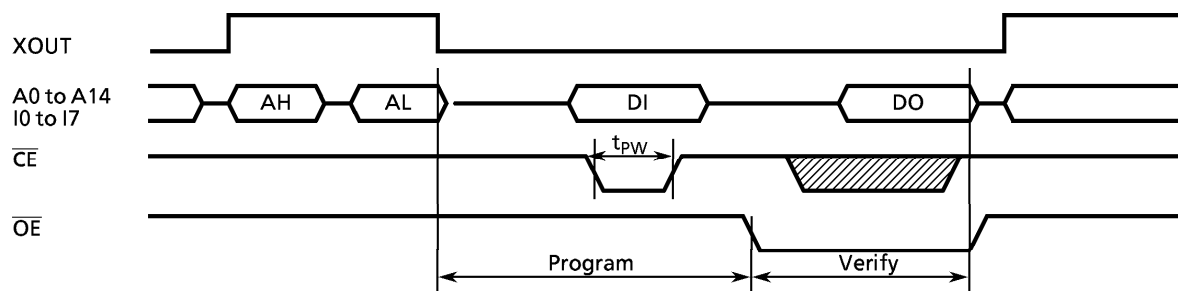 XOUT
A0 to A14
I0 to I7
AH
AL
DI
DO
CE
tPW
OE
Program
Verify